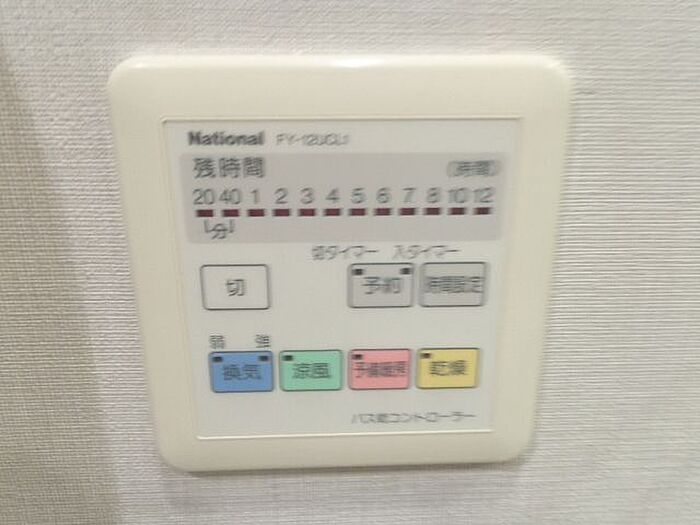 National FY-12UCL1
残時間 (時間)
20 40 1 2 3 4 5 6 7 8 10 12
分
切タイマー 入タイマー
切 予約 時間設定
弱 強
換気 涼風 予備暖房 乾燥
バス乾コントローラー